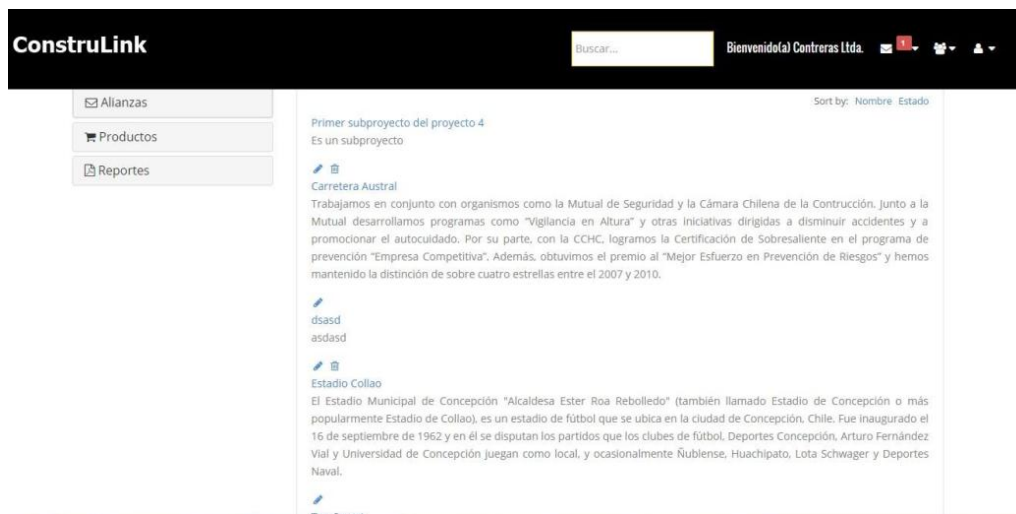 ConstruLink
Buscar...
Bienvenido(a) Contreras Ltda.
1
Alianzas
Productos
Reportes
Sort by: Nombre Estado
Primer subproyecto del proyecto 4
Es un subproyecto
Carretera Austral
Trabajamos en conjunto con organismos como la Mutual de Seguridad y la Cámara Chilena de la Contrucción. Junto a la
Mutual desarrollamos programas como "Vigilancia en Altura" y otras iniciativas dirigidas a disminuir accidentes y a
promocionar el autocuidado. Por su parte, con la CCHC, logramos la Certificación de Sobresaliente en el programa de
prevención "Empresa Competitiva". Además, obtuvimos el premio al "Mejor Esfuerzo en Prevención de Riesgos" y hemos
mantenido la distinción de sobre cuatro estrellas entre el 2007 y 2010.
dsasd
asdasd
Estadio Collao
El Estadio Municipal de Concepción "Alcaldesa Ester Roa Rebolledo" (también llamado Estadio de Concepción o más
popularmente Estadio de Collao), es un estadio de fútbol que se ubica en la ciudad de Concepción, Chile. Fue inaugurado el
16 de septiembre de 1962 y en él se disputan los partidos que los clubes de fútbol, Deportes Concepción, Arturo Fernández
Vial y Universidad de Concepción juegan como local, y ocasionalmente Ñublense, Huachipato, Lota Schwager y Deportes
Naval.